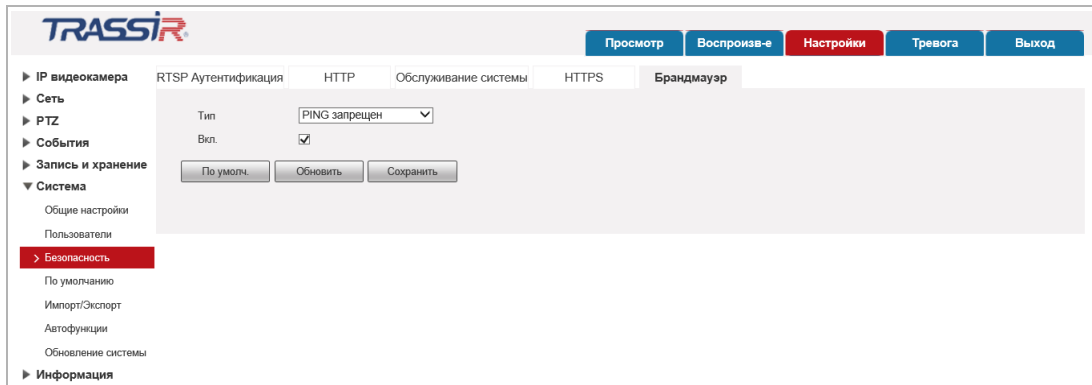 TRASSIR
Просмотр Воспроизв-е Настройки Тревога Выход
IP видеокамера
Сеть
PTZ
События
Запись и хранение
Система
Общие настройки
Пользователи
Безопасность
По умолчанию
Импорт/Экспорт
Автофункции
Обновление системы
Информация
RTSP Аутентификация HTTP Обслуживание системы HTTPS Брандмауэр
Тип PING запрещен
Вкл.
По умолч. Обновить Сохранить